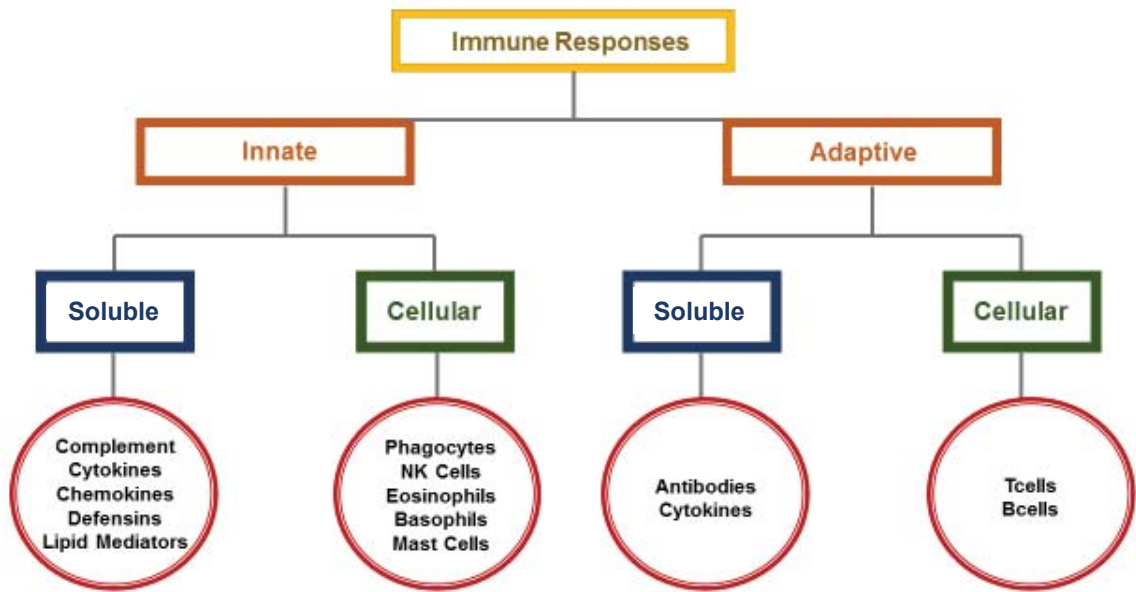 Immune Responses
Innate
Adaptive
Soluble
Cellular
Soluble
Cellular
Complement
Cytokines
Chemokines
Defensins
Lipid Mediators
Phagocytes
NK Cells
Eosinophils
Basophils
Mast Cells
Antibodies
Cytokines
Tcells
Bcells